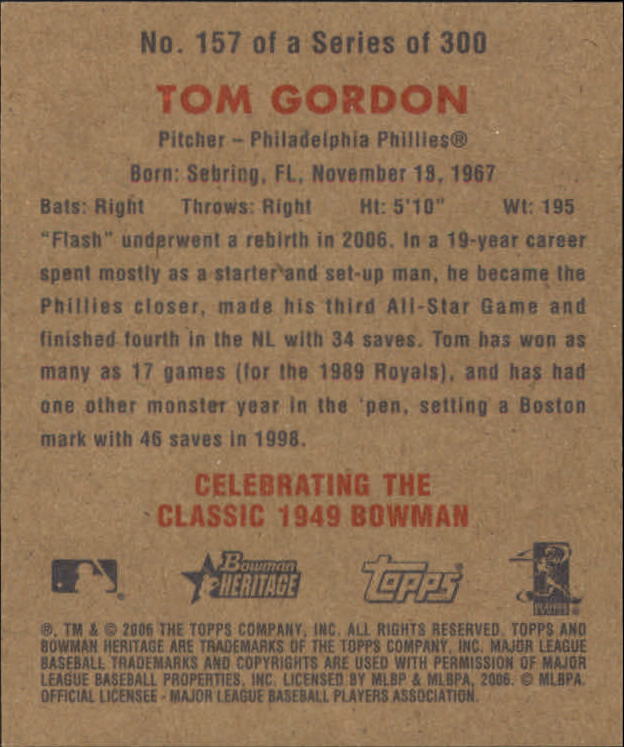 No. 157 of a Series of 300
TOM GORDON
Pitcher – Philadelphia Phillies®
Born: Sebring, FL, November 18, 1967
Bats: Right Throws: Right Ht: 5'10" Wt: 195
"Flash" underwent a rebirth in 2006. In a 19-year career
spent mostly as a starter and set-up man, he became the
Phillies closer, made his third All-Star Game and
finished fourth in the NL with 34 saves. Tom has won as
many as 17 games (for the 1989 Royals), and has had
one other monster year in the 'pen, setting a Boston
mark with 46 saves in 1998.
CELEBRATING THE
CLASSIC 1949 BOWMAN
Bowman
HERITAGE
Topps®
PLAYERS
®, TM & © 2006 THE TOPPS COMPANY, INC. ALL RIGHTS RESERVED. TOPPS AND
BOWMAN HERITAGE ARE TRADEMARKS OF THE TOPPS COMPANY, INC. MAJOR LEAGUE
BASEBALL TRADEMARKS AND COPYRIGHTS ARE USED WITH PERMISSION OF MAJOR
LEAGUE BASEBALL PROPERTIES, INC. LICENSED BY MLBP & MLBPA, 2006. © MLBPA.
OFFICIAL LICENSEE - MAJOR LEAGUE BASEBALL PLAYERS ASSOCIATION.